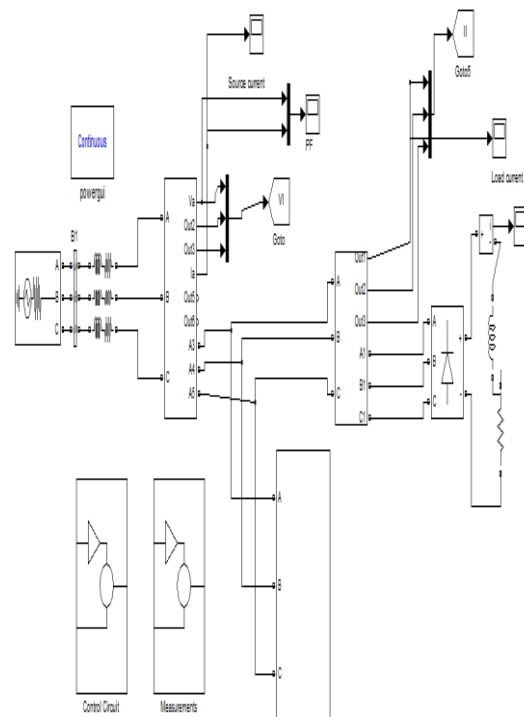 Il
Goto5
Source current
PF
Load current
Continuous
powergui
Va
Out2
Out3
Ia
Out5
Out6
A3
A4
A5
A
B
C
VI
Goto
B1
A
B
C
Out1
Out2
Out3
A1
B1
C1
A
B
C
A
B
C
+
-
+
-
i
A
B
C
Control Circuit
Measurements